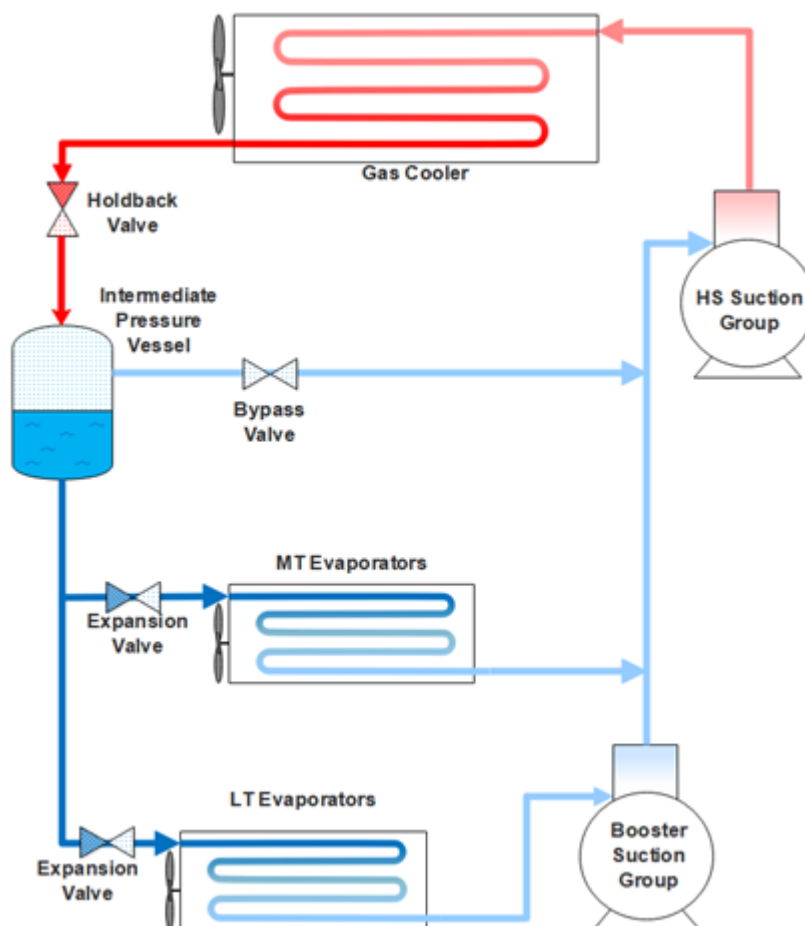 Gas Cooler
Holdback
Valve
HS Suction
Group
Intermediate
Pressure
Vessel
Bypass
Valve
MT Evaporators
Expansion
Valve
LT Evaporators
Booster
Suction
Group
Expansion
Valve